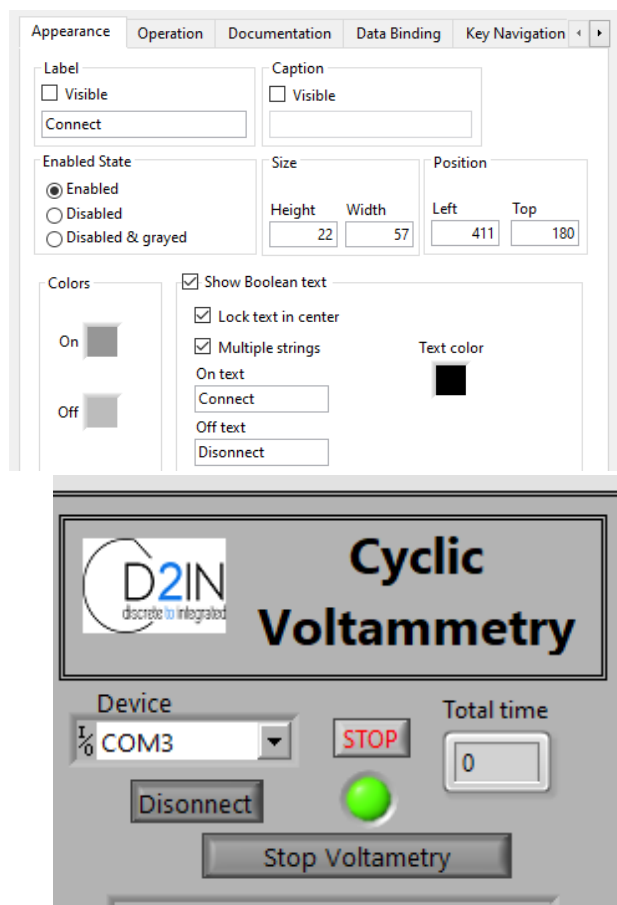 Appearance Operation Documentation Data Binding Key Navigation
Label
Visible
Connect
Caption
Visible
Enabled State
Enabled
Disabled
Disabled & grayed
Size
Height Width
22 57
Position
Left Top
411 180
Colors
On
Off
Show Boolean text
Lock text in center
Multiple strings
On text
Connect
Off text
Disonnect
Text color
D2IN
discrete to integrated
Cyclic
Voltammetry
Device
I/O COM3
STOP
Total time
0
Disonnect
Stop Voltametry